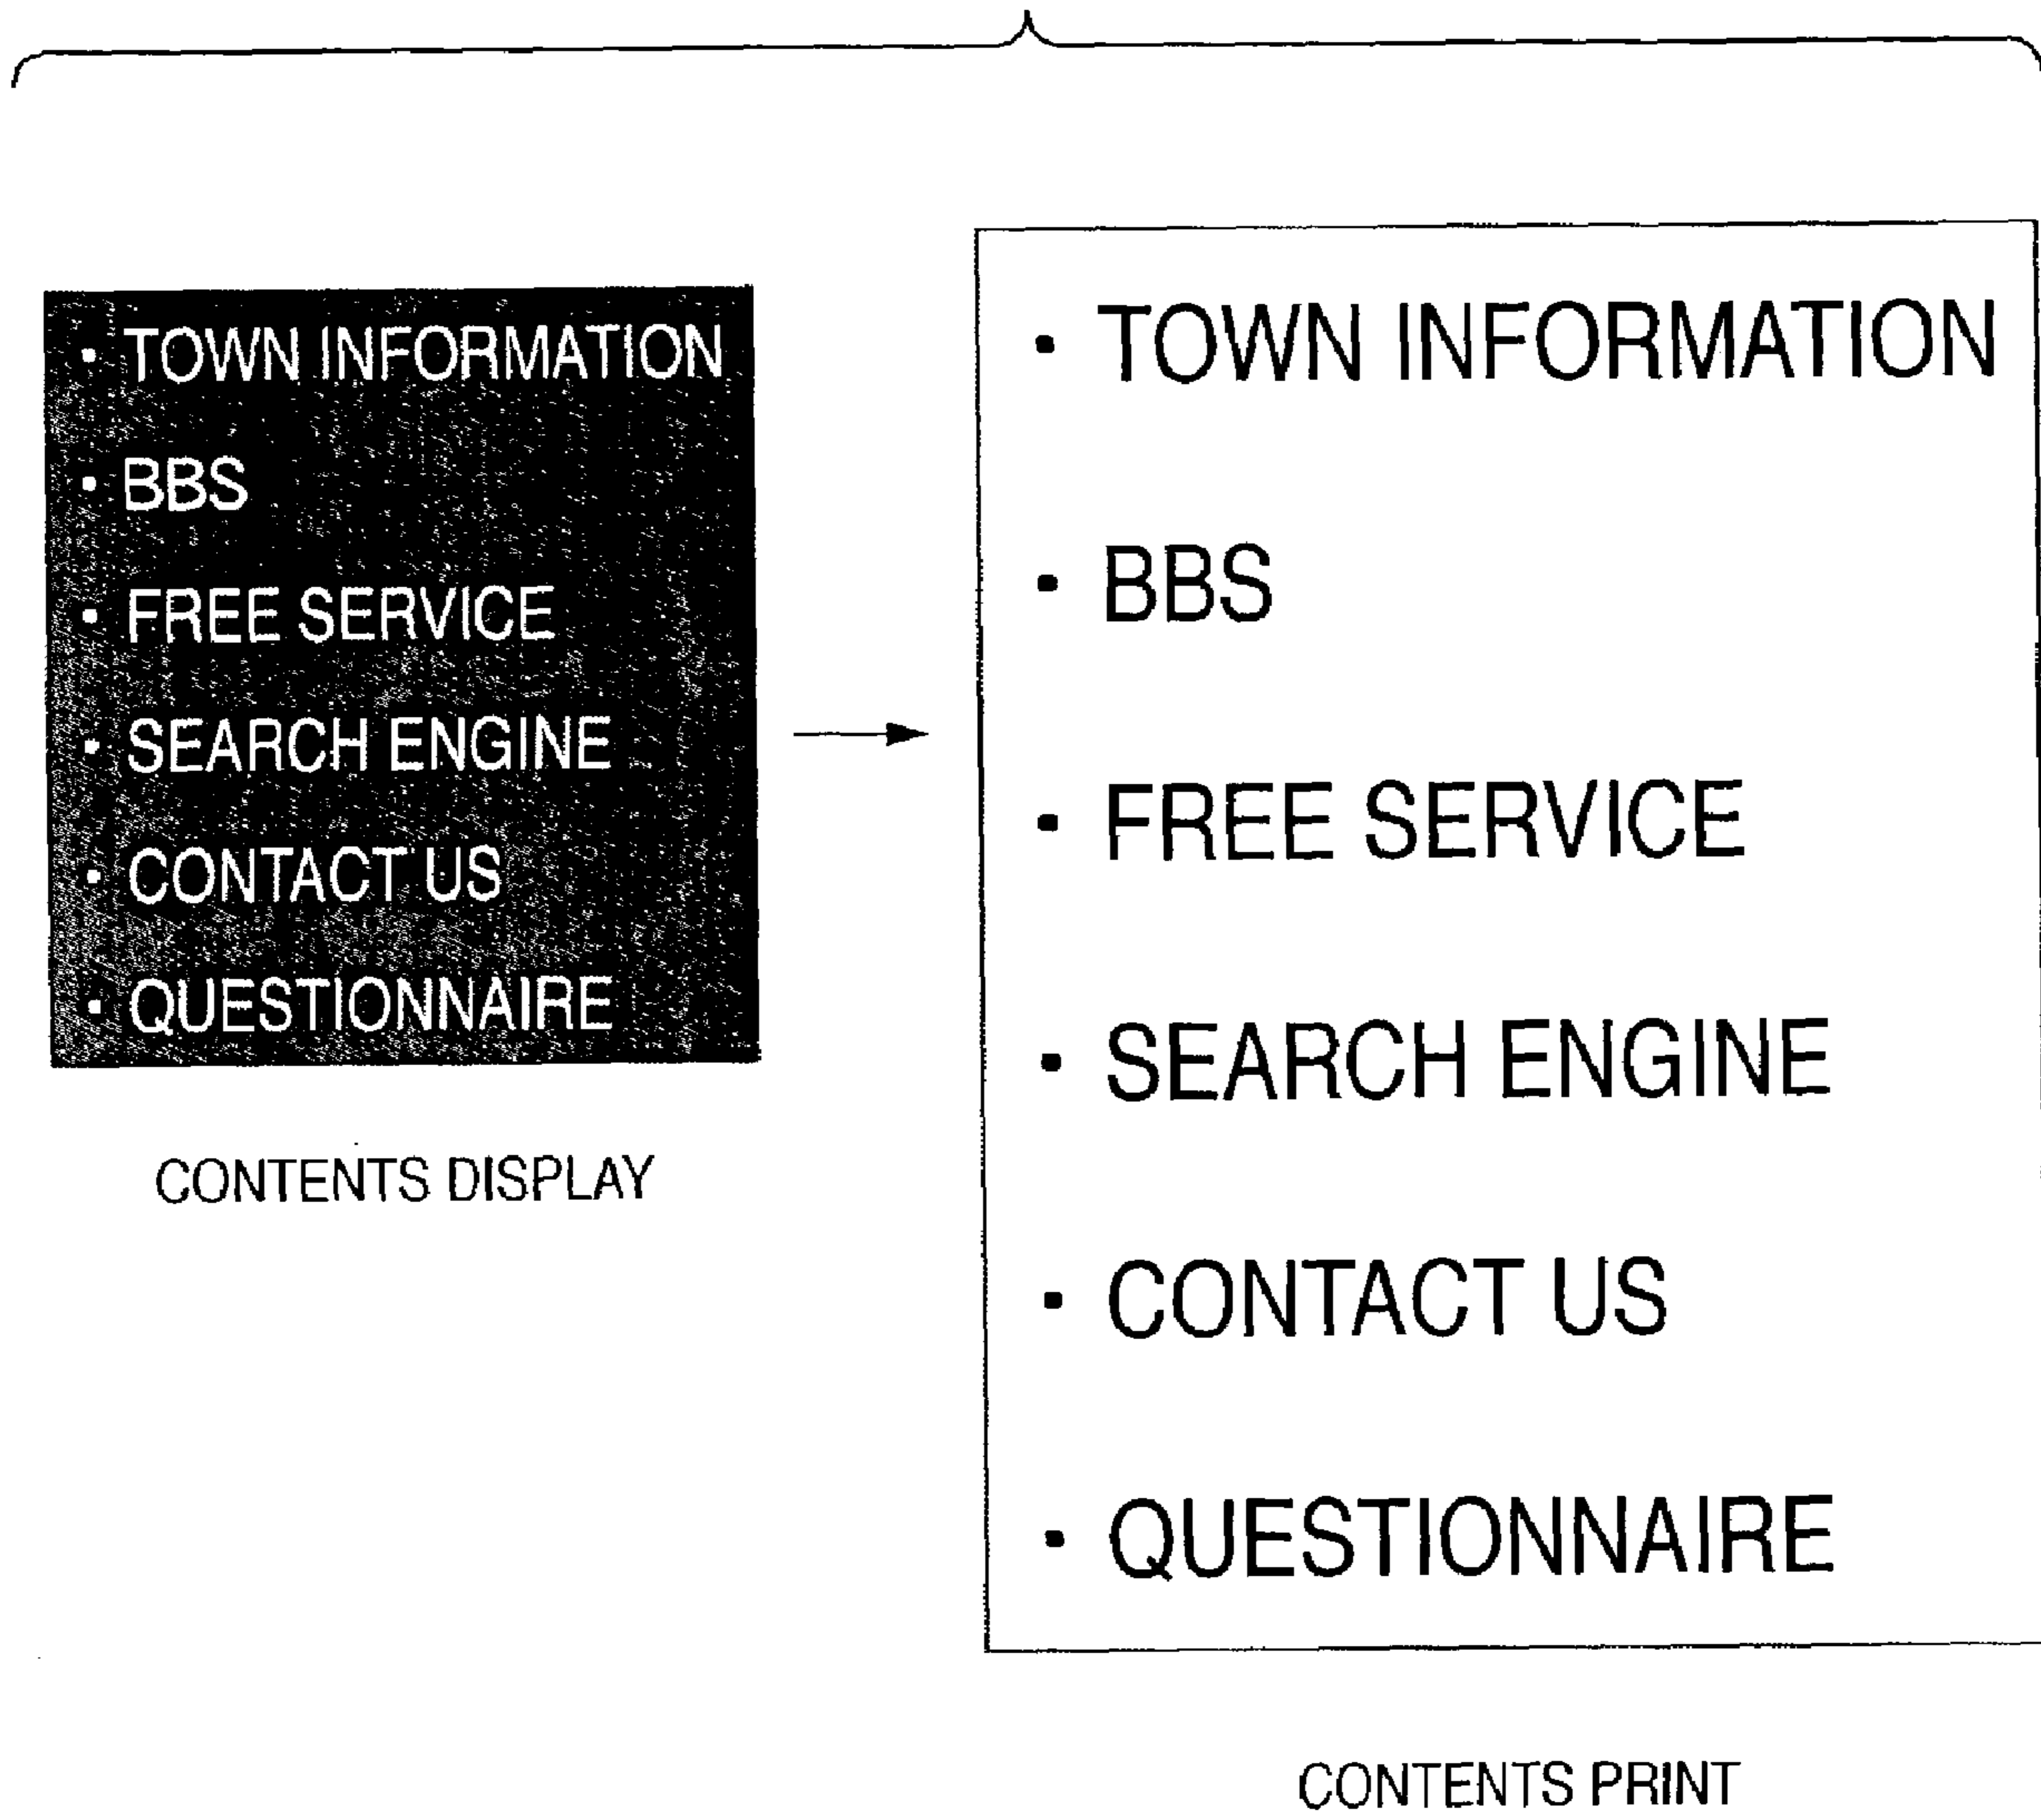 · TOWN INFORMATION
· BBS
· FREE SERVICE
· SEARCH ENGINE
· CONTACT US
· QUESTIONNAIRE
CONTENTS DISPLAY
· TOWN INFORMATION
· BBS
· FREE SERVICE
· SEARCH ENGINE
· CONTACT US
· QUESTIONNAIRE
CONTENTS PRINT